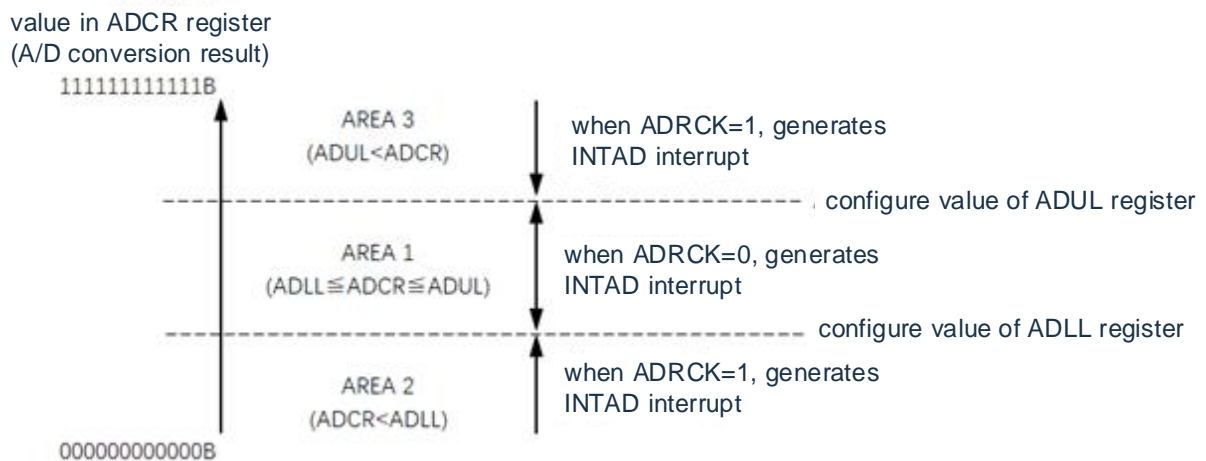 value in ADCR register
(A/D conversion result)
111111111111B
AREA 3
(ADUL<ADCR)
when ADRCK=1, generates
INTAD interrupt
configure value of ADUL register
AREA 1
(ADLL≦ADCR≦ADUL)
when ADRCK=0, generates
INTAD interrupt
configure value of ADLL register
AREA 2
(ADCR<ADLL)
when ADRCK=1, generates
INTAD interrupt
000000000000B